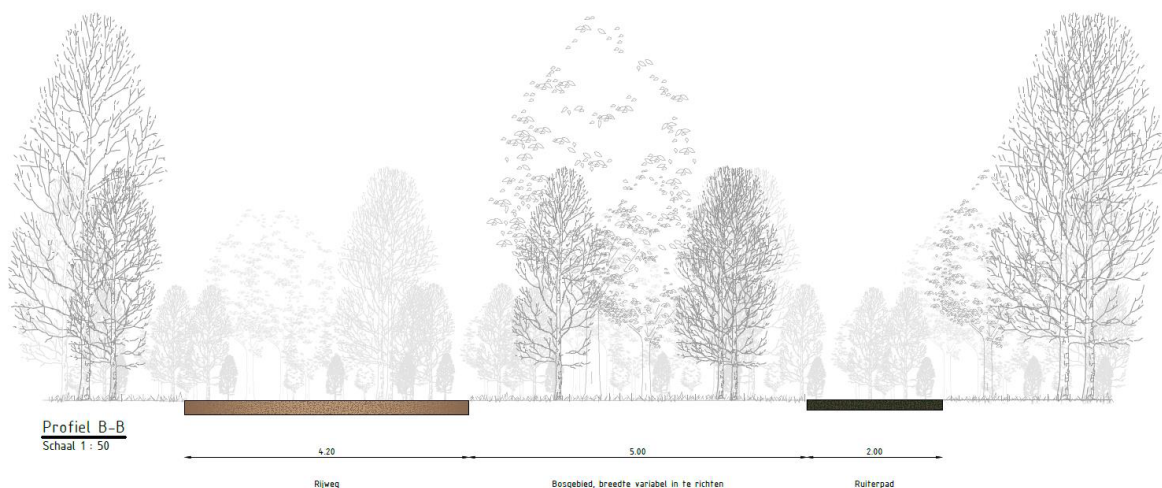 Profiel B-B
Schaal 1 : 50
4.20
5.00
2.00
Rijweg
Bosgebied, breedte variabel in te richten
Ruiterpad